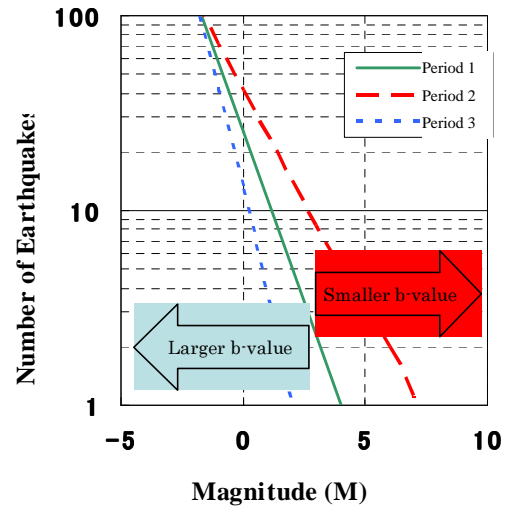 100
10
1
Number of Earthquakes
Period 1
Period 2
Period 3
Smaller b-value
Larger b-value
-5 0 5 10
Magnitude (M)